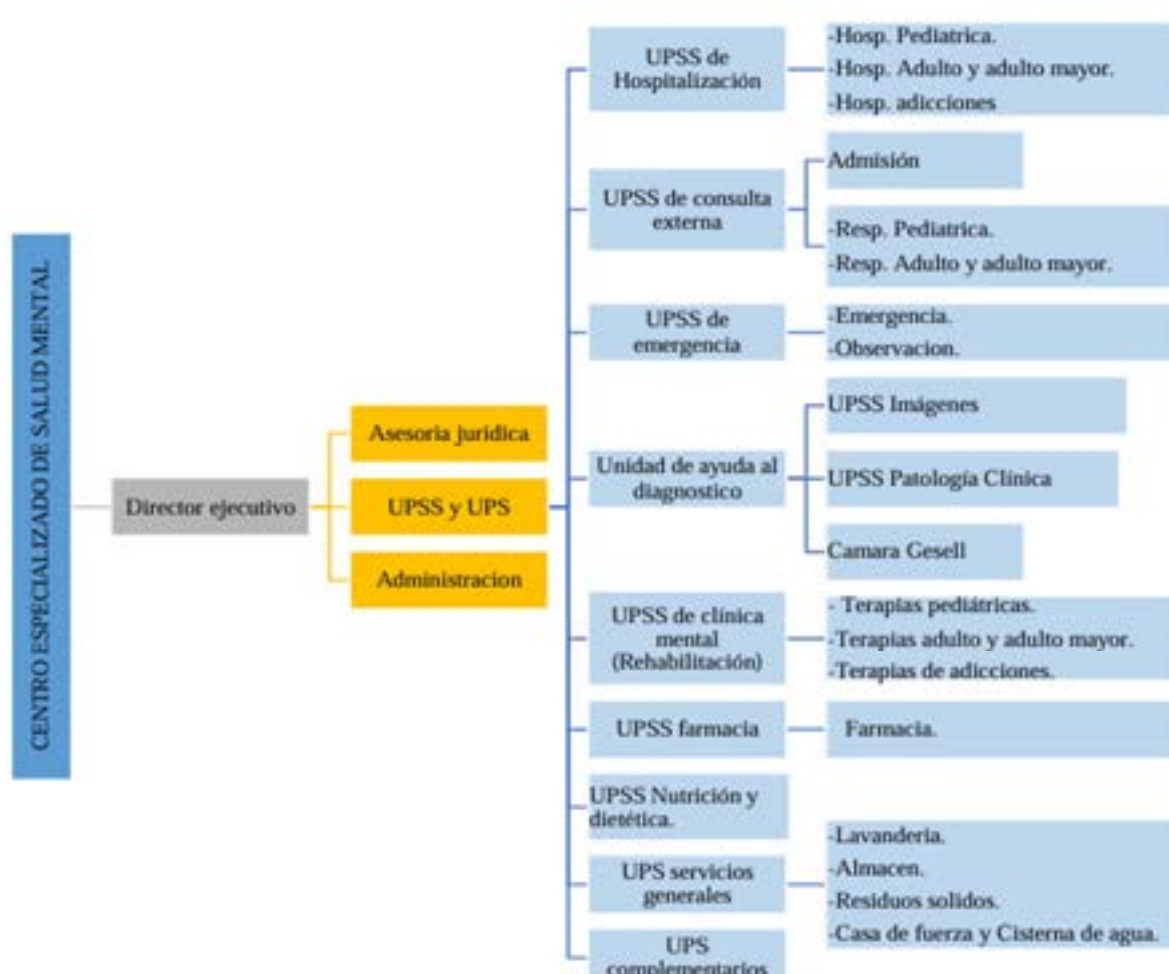 CENTRO ESPECIALIZADO DE SALUD MENTAL
Director ejecutivo
Asesoria jurídica
UPSS y UPS
Administracion
UPSS de
Hospitalización
-Hosp. Pediatrica.
-Hosp. Adulto y adulto mayor.
-Hosp. adicciones
UPSS de consulta
externa
Admisión
-Resp. Pediatrica.
-Resp. Adulto y adulto mayor.
UPSS de
emergencia
-Emergencia.
-Observacion.
Unidad de ayuda al
diagnostico
UPSS Imágenes
UPSS Patología Clínica
Camara Gesell
UPSS de clínica
mental
(Rehabilitación)
- Terapias pediátricas.
-Terapias adulto y adulto mayor.
-Terapias de adicciones.
UPSS farmacia
Farmacia.
UPSS Nutrición y
dietética.
UPS servicios
generales
-Lavanderia.
-Almacen.
-Residuos solidos.
-Casa de fuerza y Cisterna de agua.
UPS
complementarios